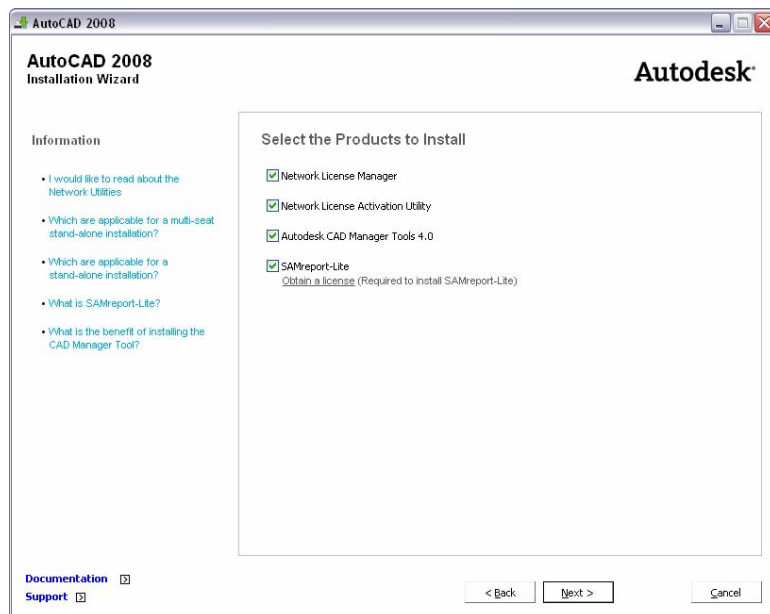 AutoCAD 2008
AutoCAD 2008
Installation Wizard
Autodesk®
Information
• I would like to read about the
Network Utilities
• Which are applicable for a multi-seat
stand-alone installation?
• Which are applicable for a
stand-alone installation?
• What is SAMreport-Lite?
• What is the benefit of installing the
CAD Manager Tool?
Select the Products to Install
Network License Manager
Network License Activation Utility
Autodesk CAD Manager Tools 4.0
SAMreport-Lite
Obtain a license (Required to install SAMreport-Lite)
Documentation
Support
< Back
Next >
Cancel